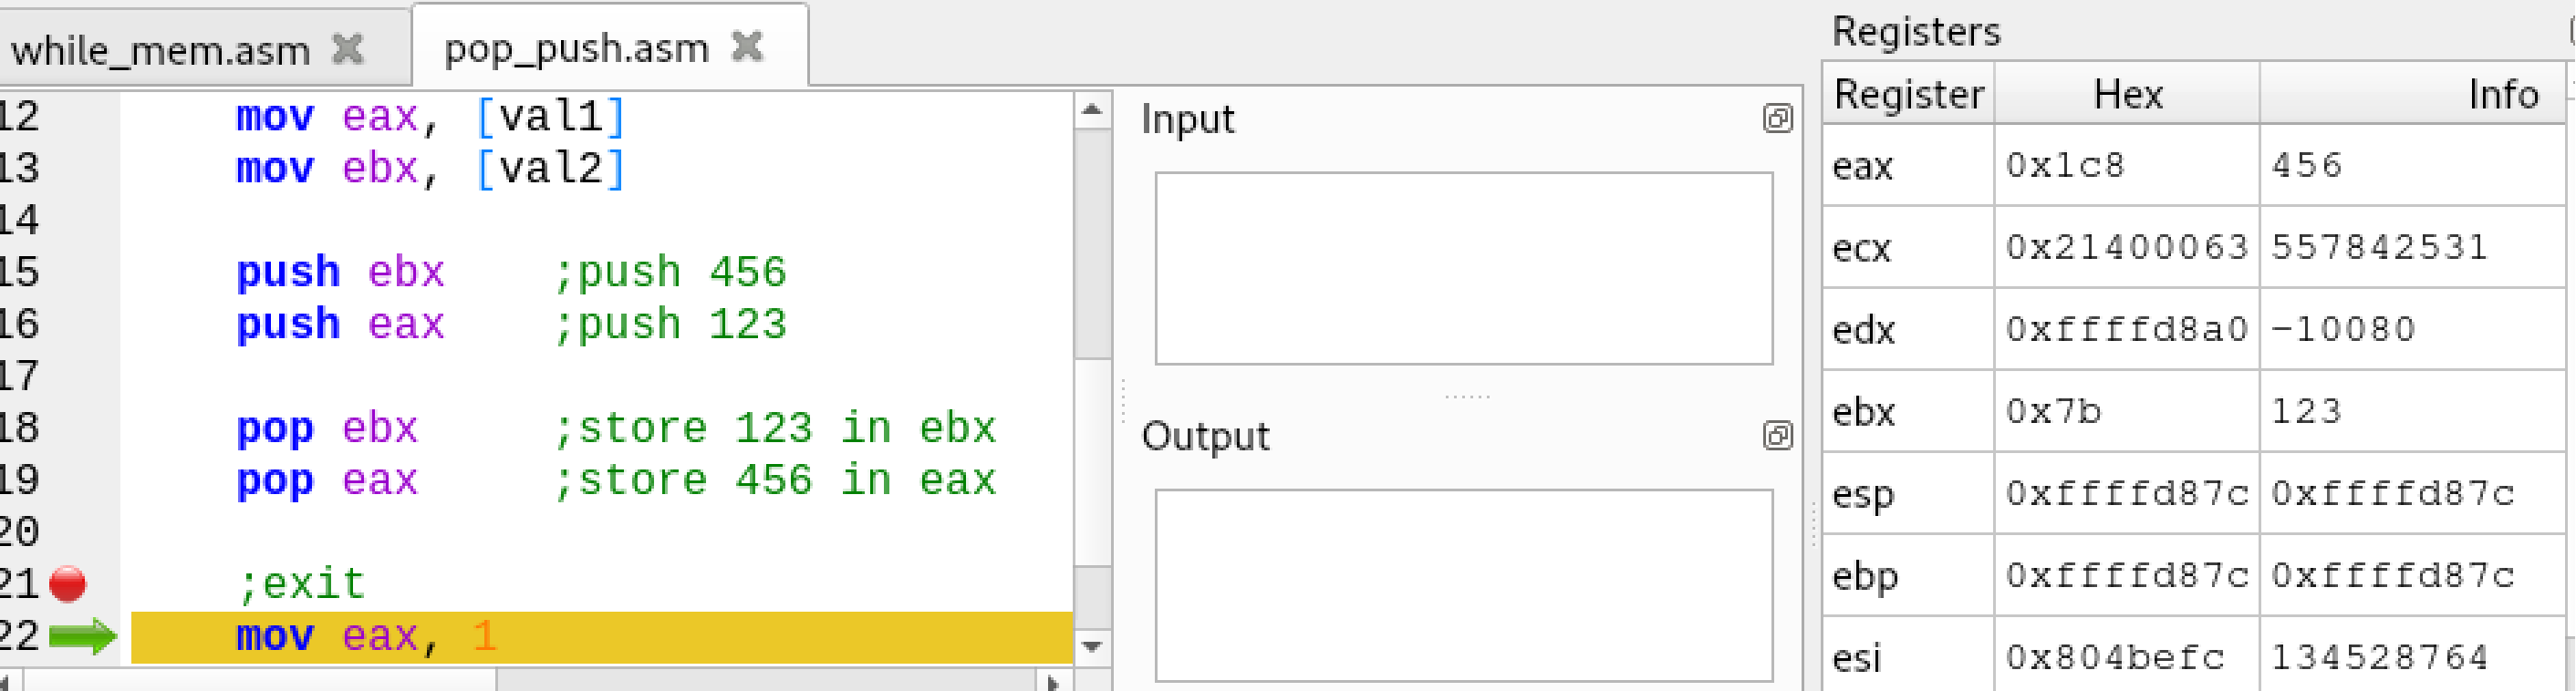 while_mem.asm
pop_push.asm
12 mov eax, [val1]
13 mov ebx, [val2]
14
15 push ebx ;push 456
16 push eax ;push 123
17
18 pop ebx ;store 123 in ebx
19 pop eax ;store 456 in eax
20
21 ;exit
22 mov eax, 1
Input
Output
Registers
Register Hex Info
eax 0x1c8 456
ecx 0x21400063 557842531
edx 0xffffd8a0 -10080
ebx 0x7b 123
esp 0xffffd87c 0xffffd87c
ebp 0xffffd87c 0xffffd87c
esi 0x804befc 134528764